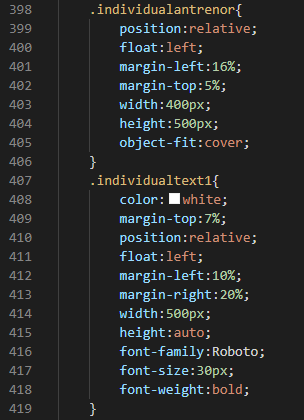 398 .individualantrenor{
399 position:relative;
400 float:left;
401 margin-left:16%;
402 margin-top:5%;
403 width:400px;
404 height:500px;
405 object-fit:cover;
406 }
407 .individualtext1{
408 color:white;
409 margin-top:7%;
410 position:relative;
411 float:left;
412 margin-left:10%;
413 margin-right:20%;
414 width:500px;
415 height:auto;
416 font-family:Roboto;
417 font-size:30px;
418 font-weight:bold;
419 }